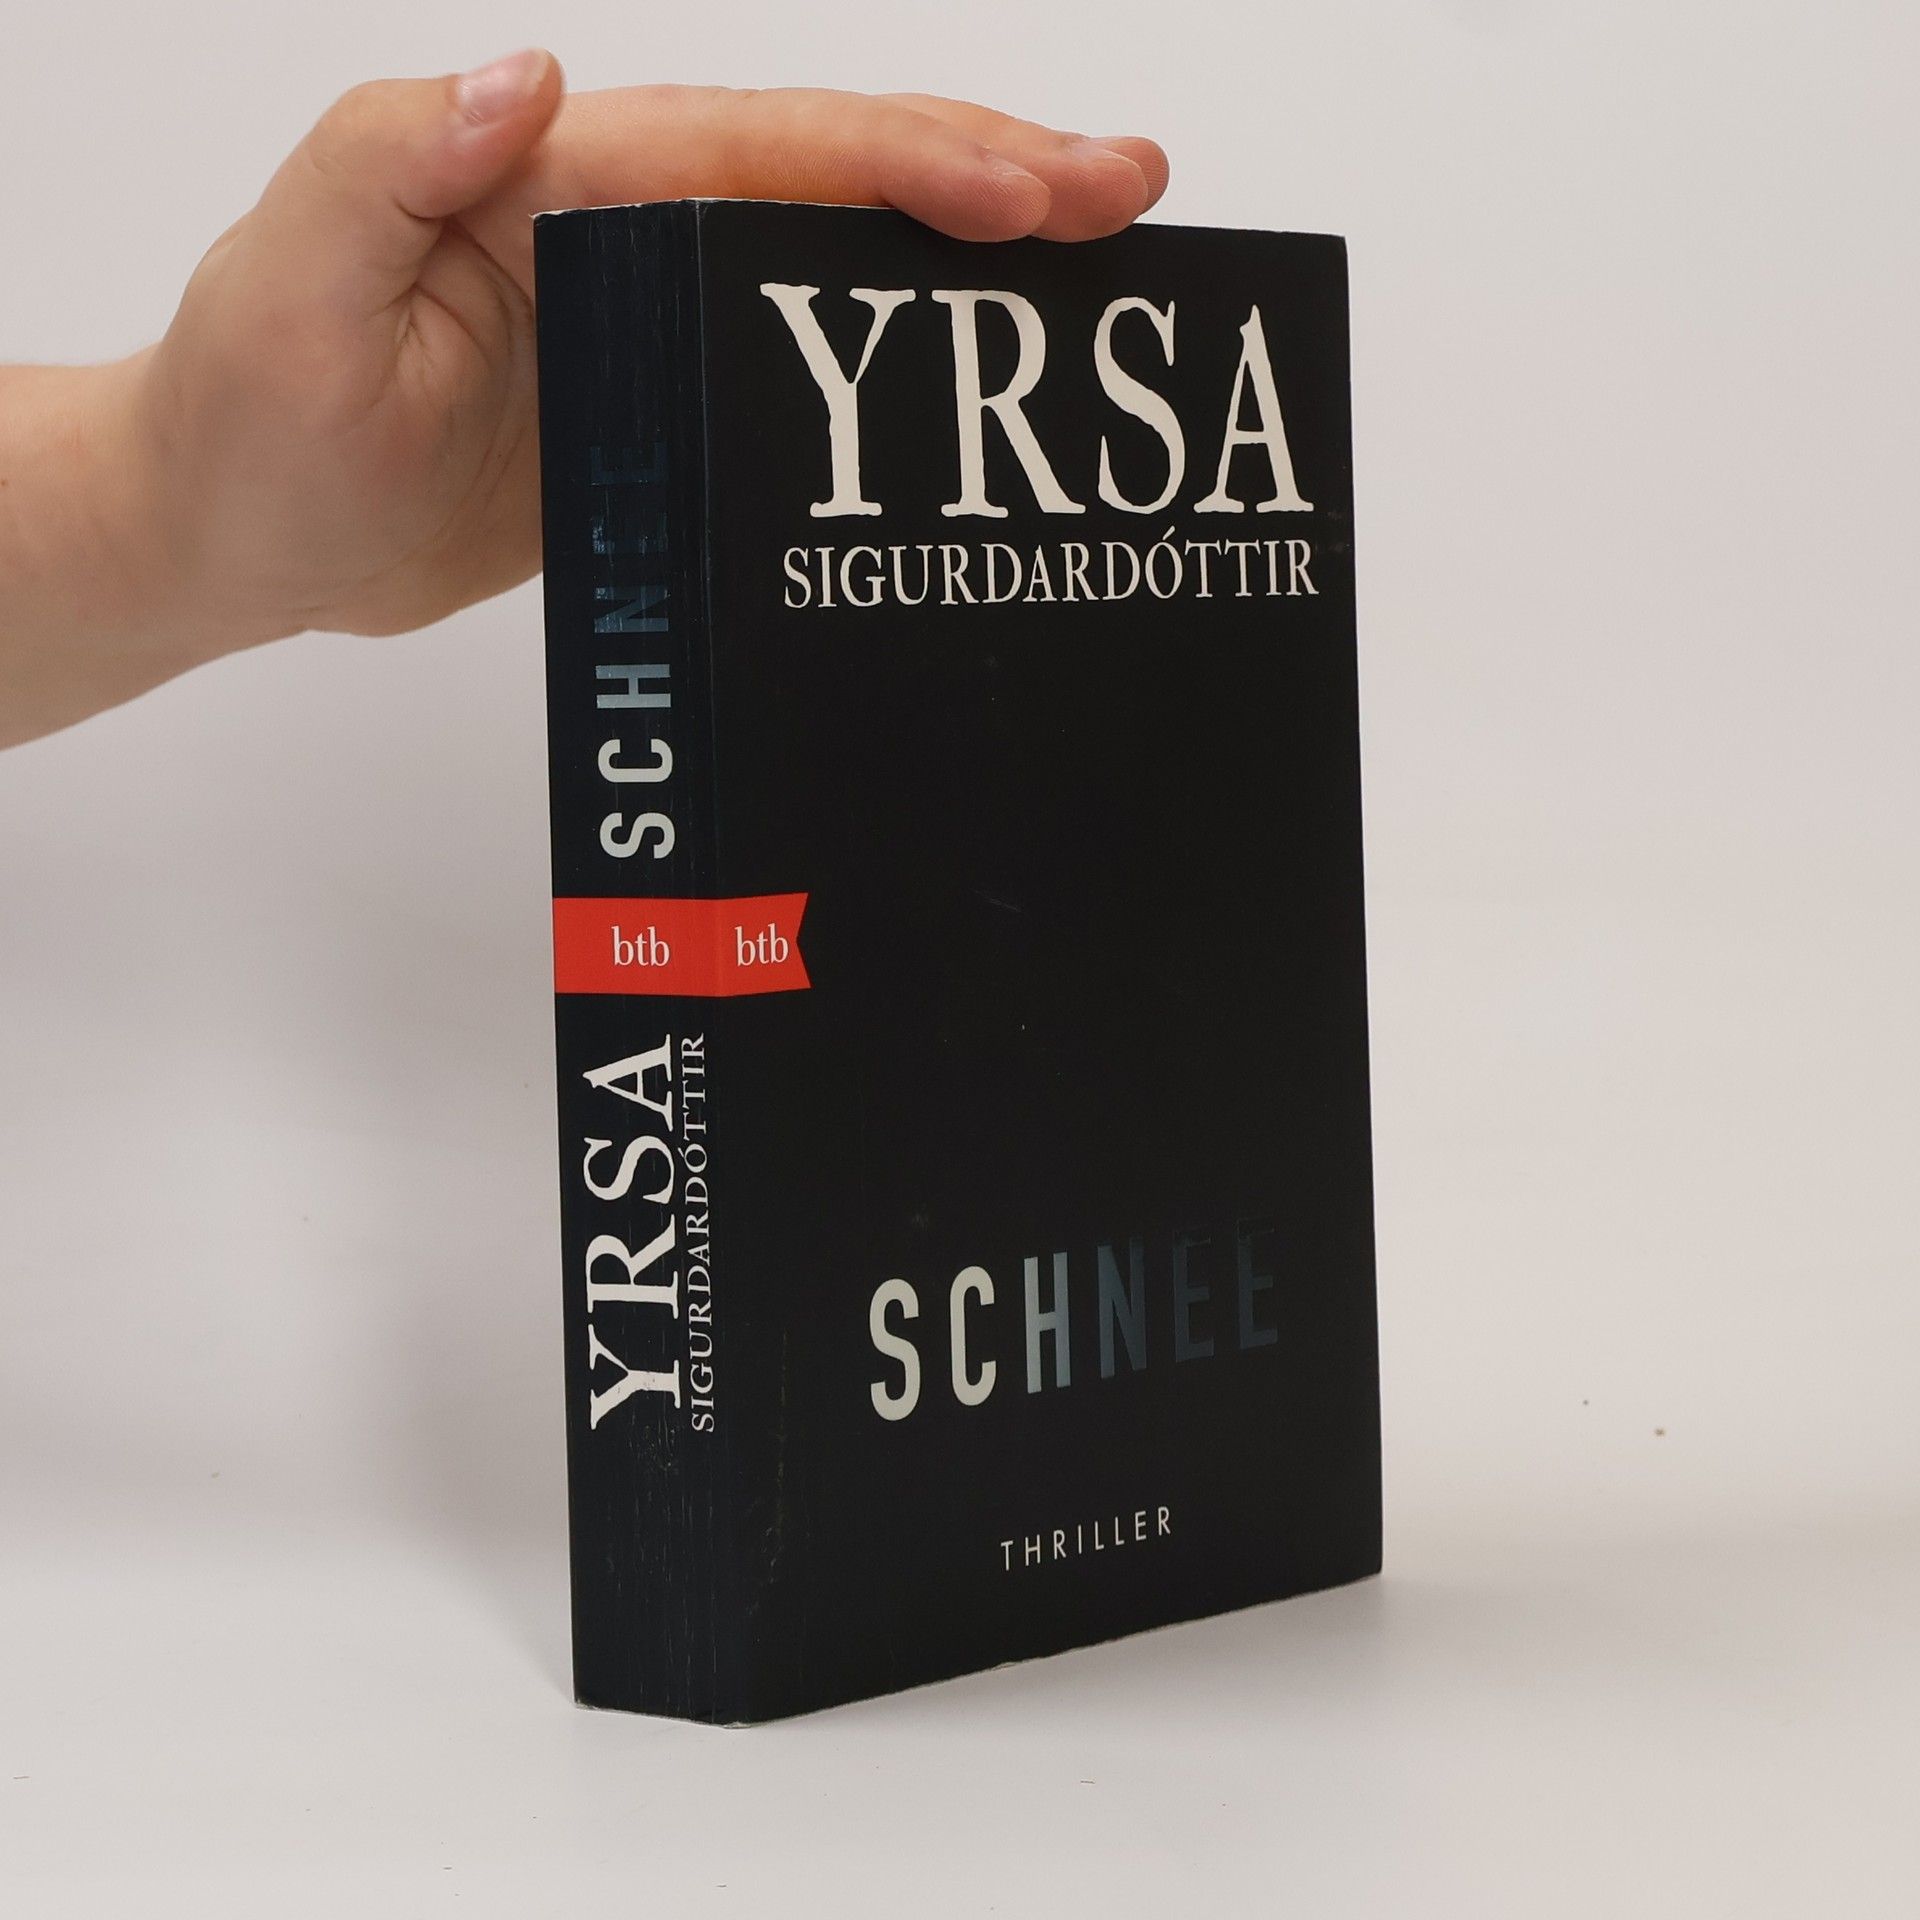 YRSA
SIGURDARDÓTTIR
btb
SCHNEE
THRILLER
SCHNEE
btb
YRSA
SIGURDARDÓTTIR